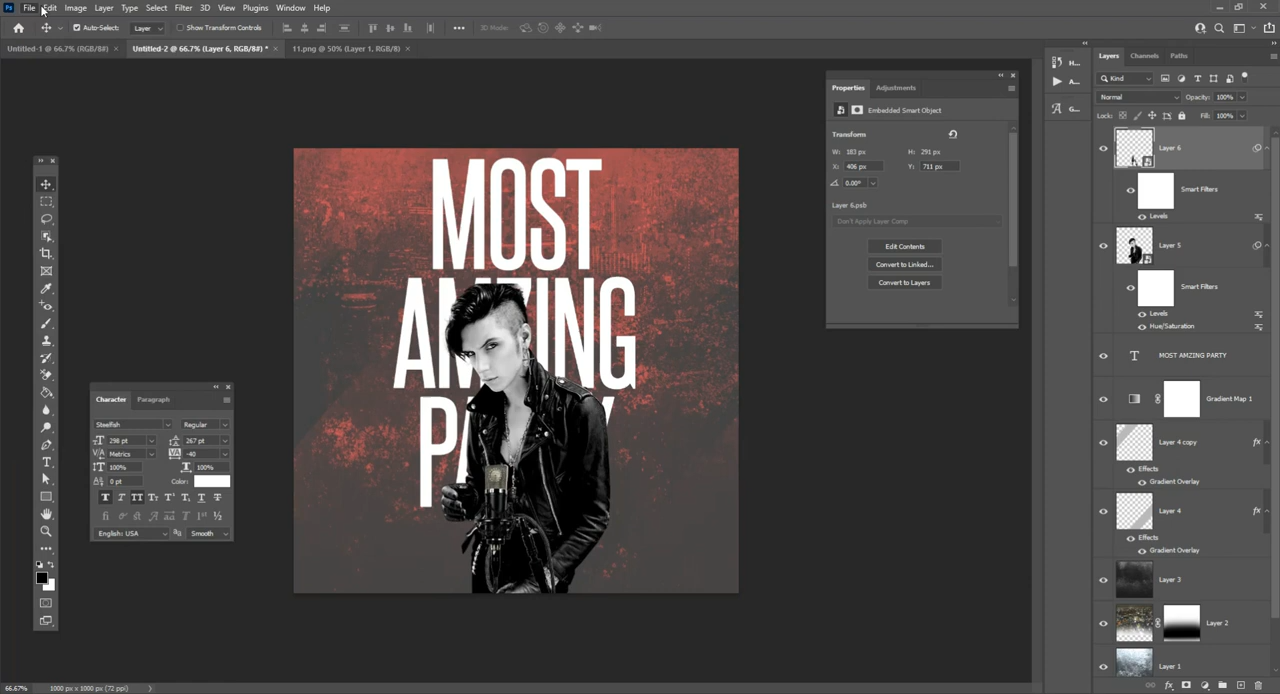 Ps File Edit Image Layer Type Select Filter 3D View Plugins Window Help
Auto-Select: Layer Show Transform Controls 3D Mode:
Untitled-1 @ 66.7% (RGB/8#) × Untitled-2 @ 66.7% (Layer 6, RGB/8#) * × 11.png @ 50% (Layer 1, RGB/8) ×
H...
A...
G...
Properties Adjustments
Embedded Smart Object
Transform
W: 183 px H: 291 px
X: 406 px Y: 711 px
0.00°
Layer 6.psb
Don't Apply Layer Comp
Edit Contents
Convert to Linked...
Convert to Layers
Layers Channels Paths
Kind
Normal Opacity: 100%
Lock: Fill: 100%
Layer 6
Smart Filters
Levels
Layer 5
Smart Filters
Levels
Hue/Saturation
T MOST AMZING PARTY
Gradient Map 1
Layer 4 copy fx
Effects
Gradient Overlay
Layer 4 fx
Effects
Gradient Overlay
Layer 3
Layer 2
Layer 1
MOST
AMZING
Character Paragraph
Steelfish Regular
298 pt 267 pt
Metrics -40
100% 100%
0 pt Color:
English: USA Smooth
66.67% 1000 px x 1000 px (72 ppi)